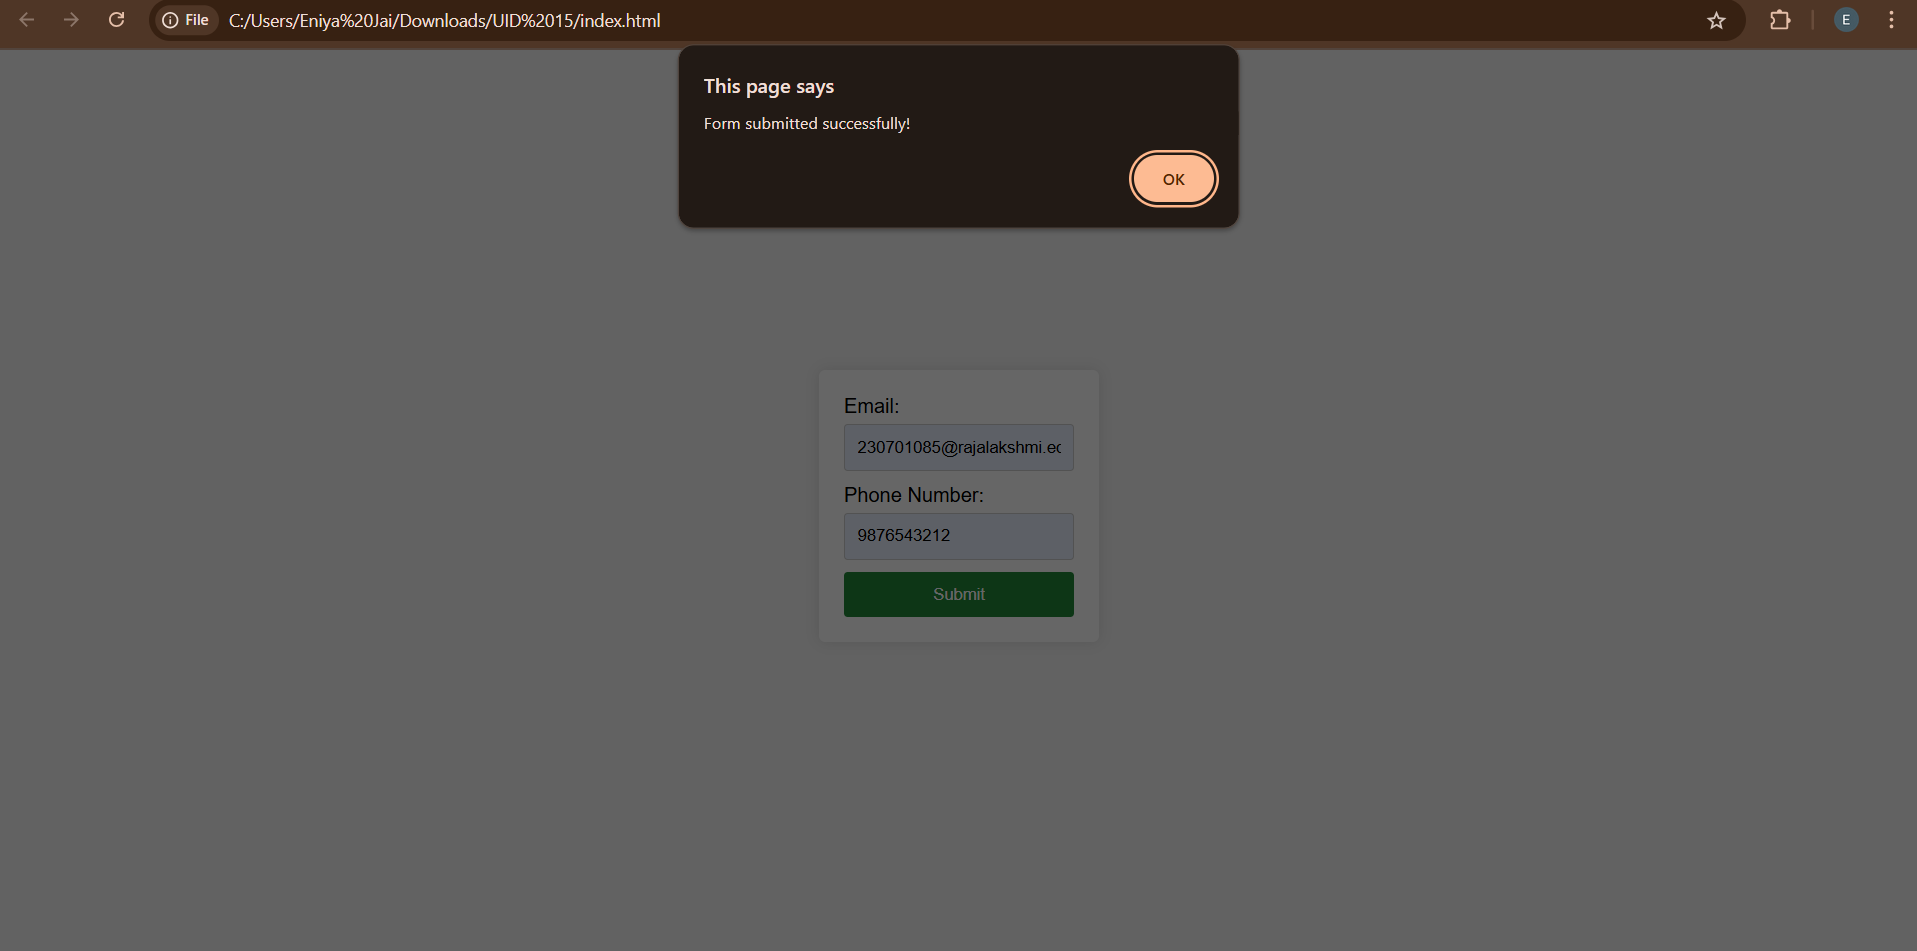 File C:/Users/Eniya%20Jai/Downloads/UID%2015/index.html E
This page says
Form submitted successfully!
OK
Email:
230701085@rajalakshmi.ec
Phone Number:
9876543212
Submit